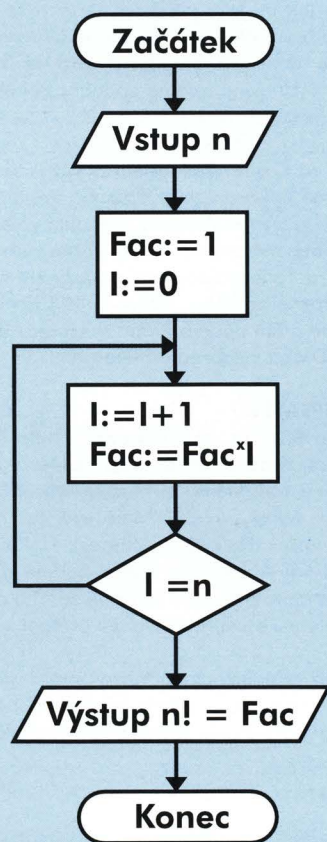 Začátek
Vstup n
Fac:=1
I:=0
I:=I+1
Fac:=Fac×I
I =n
Výstup n! = Fac
Konec